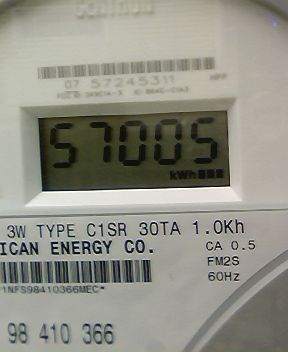 07 57245311
57005
kWh
3W TYPE C1SR 30TA 1.0Kh
ICAN ENERGY CO. CA 0.5
FM2S
60Hz
*1NFS98410366MEC*
98 410 366